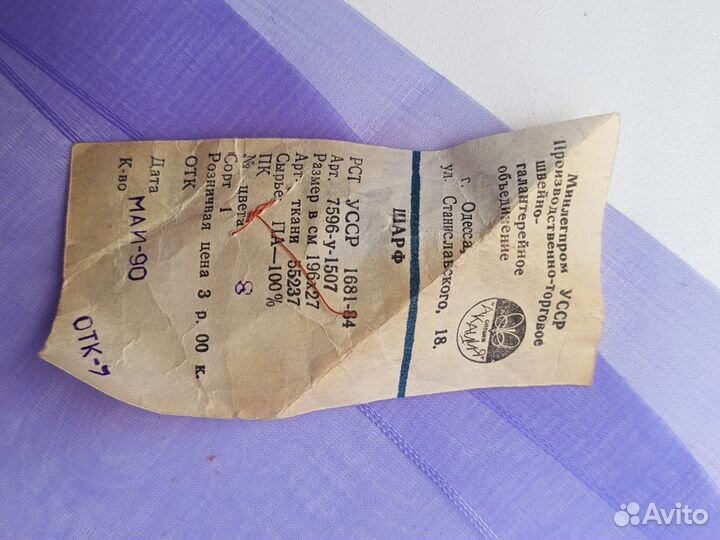 Минлегпром УССР
Производственно-торговое
швейно-
галантерейное
объединение
г. Одесса,
ул. Станиславского, 18.
"АКАЦИЯ"
ШАРФ
РСТ УССР 1681-84
Арт. 7596-у-1507
Размер в см 196х27
Арт. ткани 55237
Сырье: ПА—100%
ПК
№ цвета 8
Сорт 1
Розничная цена 3 р. 00 к.
ОТК
Дата МАЙ-90
К-во
ОТК-7
Avito